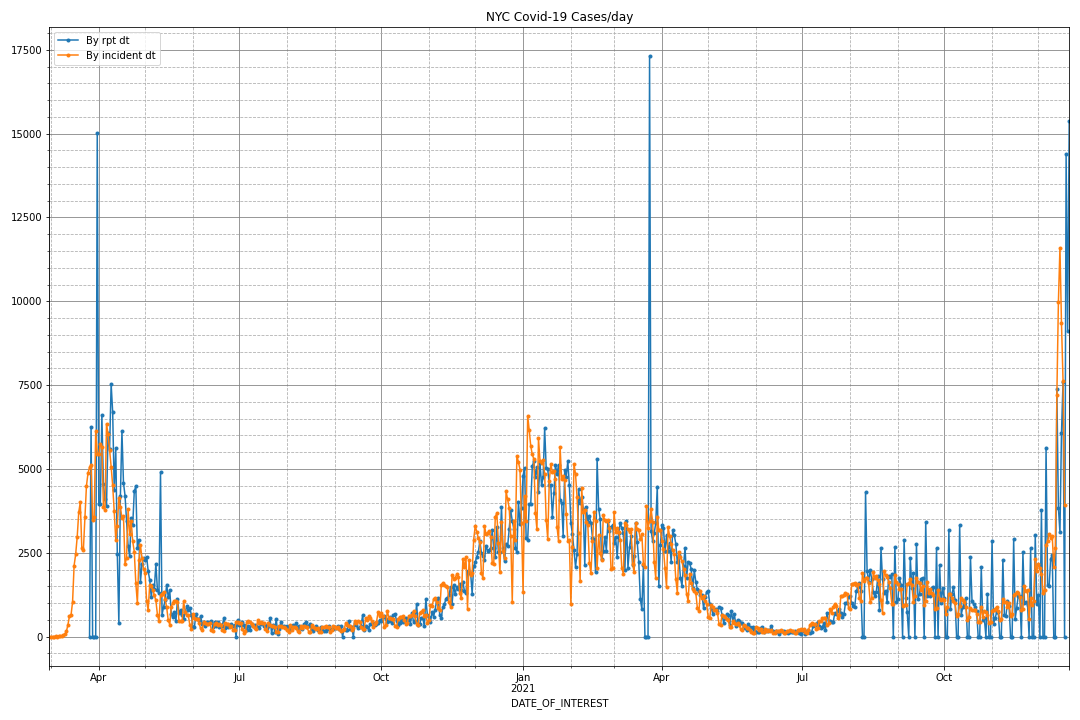 NYC Covid-19 Cases/day
By rpt dt
By incident dt
17500
15000
12500
10000
7500
5000
2500
0
Apr Jul Oct Jan Apr Jul Oct
2021
DATE_OF_INTEREST